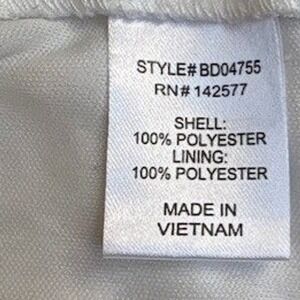 STYLE# BD04755
RN# 142577
SHELL:
100% POLYESTER
LINING:
100% POLYESTER
MADE IN
VIETNAM